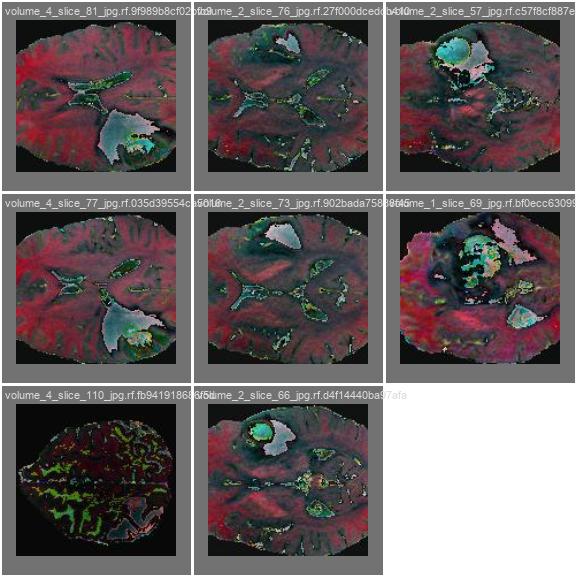 volume_4_slice_81_jpg.rf.9f989b8cf02
volume_2_slice_76_jpg.rf.27f000dcedc
volume_2_slice_57_jpg.rf.c57f8cf887e
volume_4_slice_77_jpg.rf.035d39554c
volume_2_slice_73_jpg.rf.902bada758
volume_1_slice_69_jpg.rf.bf0ecc63099
volume_4_slice_110_jpg.rf.fb94191868
volume_2_slice_66_jpg.rf.d4f14440ba97afa